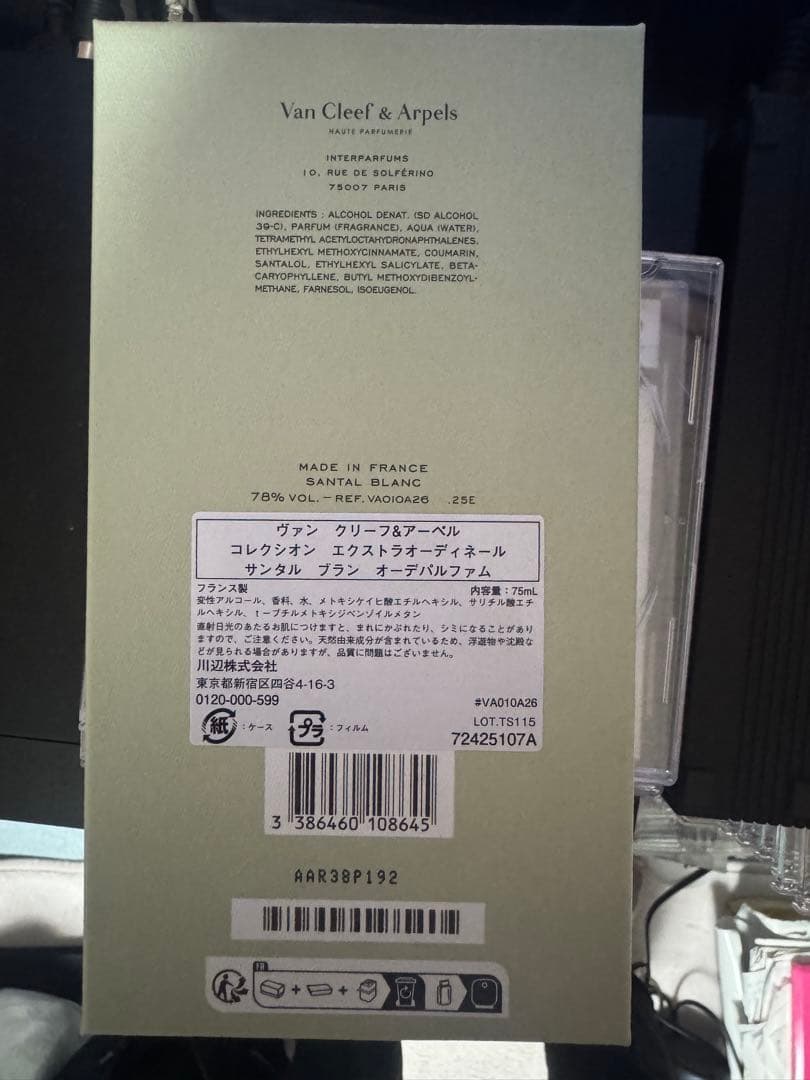 Van Cleef & Arpels
HAUTE PARFUMERIE
INTERPARFUMS
10, RUE DE SOLFÉRINO
75007 PARIS
INGREDIENTS : ALCOHOL DENAT. (SD ALCOHOL
39-C), PARFUM (FRAGRANCE), AQUA (WATER),
TETRAMETHYL ACETYLOCTAHYDRONAPHTHALENES,
ETHYLHEXYL METHOXYCINNAMATE, COUMARIN,
SANTALOL, ETHYLHEXYL SALICYLATE, BETA-
CARYOPHYLLENE, BUTYL METHOXYDIBENZOYL-
METHANE, FARNESOL, ISOEUGENOL.
MADE IN FRANCE
SANTAL BLANC
78% VOL. – REF. VA010A26 .25E
ヴァン クリーフ&アーペル
コレクシオン エクストラオーディネール
サンタル ブラン オーデパルファム
フランス製 内容量：75mL
変性アルコール、香料、水、メトキシケイヒ酸エチルヘキシル、サリチル酸エチ
ルヘキシル、t－ブチルメトキシジベンゾイルメタン
直射日光のあたるお肌につけますと、まれにかぶれたり、シミになることがあり
ますので、ご注意ください。天然由来成分が含まれているため、浮遊物や沈殿な
どが見られる場合がありますが、品質に問題はございません。
川辺株式会社
東京都新宿区四谷4-16-3
0120-000-599 #VA010A26
紙：ケース プラ：フィルム LOT.TS115
72425107A
3 386460 108645
AAR38P192
FR